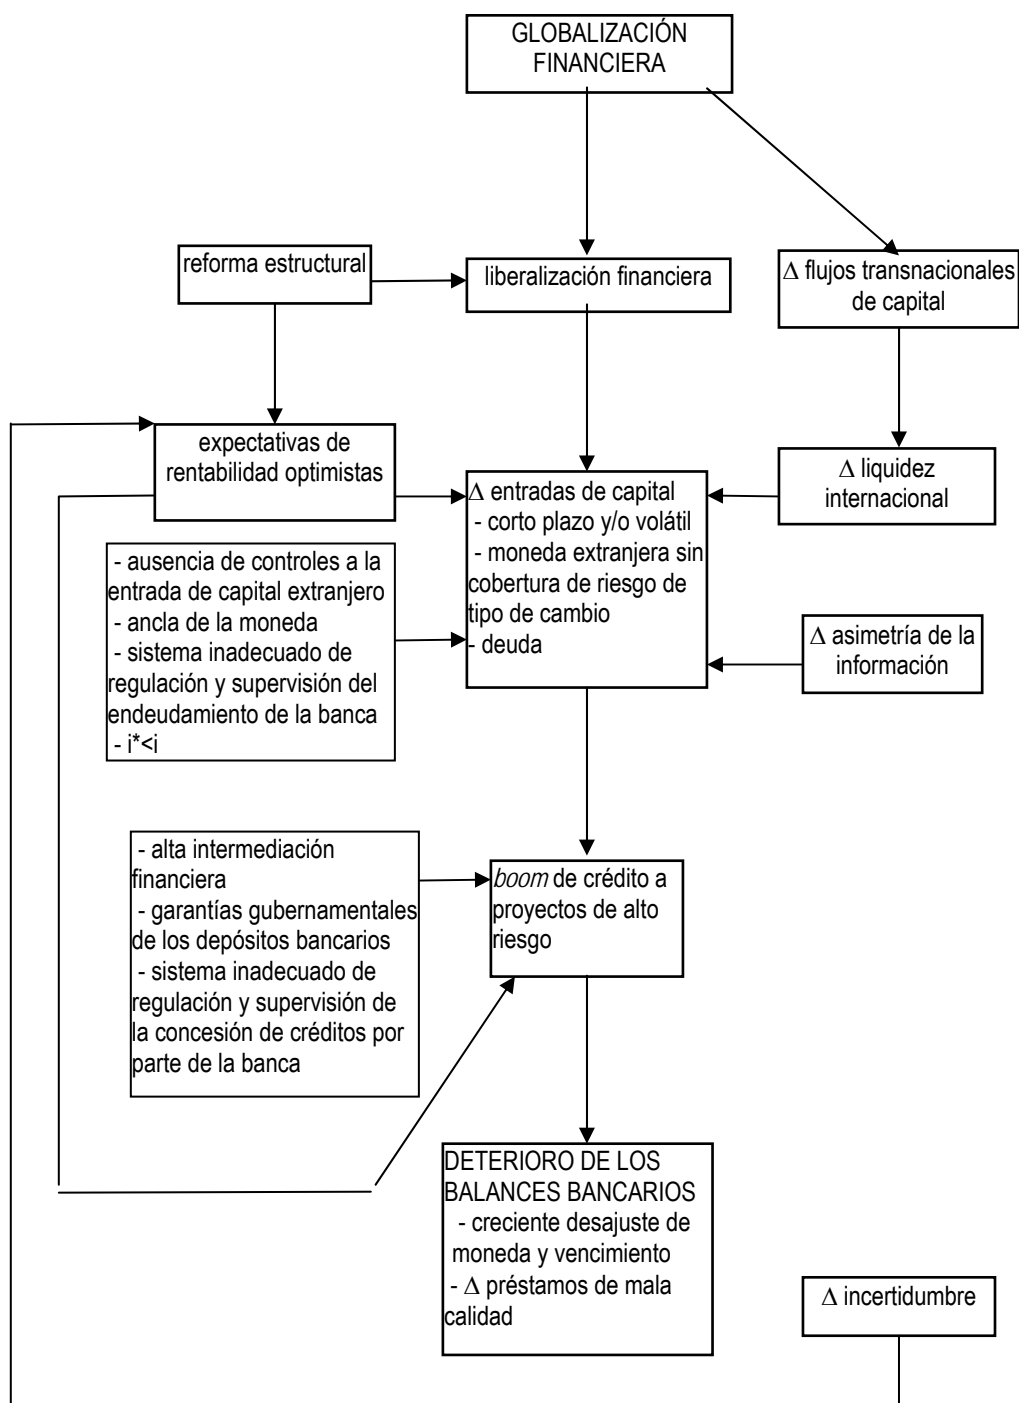 GLOBALIZACIÓN
FINANCIERA
reforma estructural
liberalización financiera
∆ flujos transnacionales
de capital
expectativas de
rentabilidad optimistas
∆ entradas de capital
- corto plazo y/o volátil
- moneda extranjera sin
cobertura de riesgo de
tipo de cambio
- deuda
∆ liquidez
internacional
- ausencia de controles a la
entrada de capital extranjero
- ancla de la moneda
- sistema inadecuado de
regulación y supervisión del
endeudamiento de la banca
- i*<i
∆ asimetría de la
información
- alta intermediación
financiera
- garantías gubernamentales
de los depósitos bancarios
- sistema inadecuado de
regulación y supervisión de
la concesión de créditos por
parte de la banca
boom de crédito a
proyectos de alto
riesgo
DETERIORO DE LOS
BALANCES BANCARIOS
- creciente desajuste de
moneda y vencimiento
- ∆ préstamos de mala
calidad
∆ incertidumbre